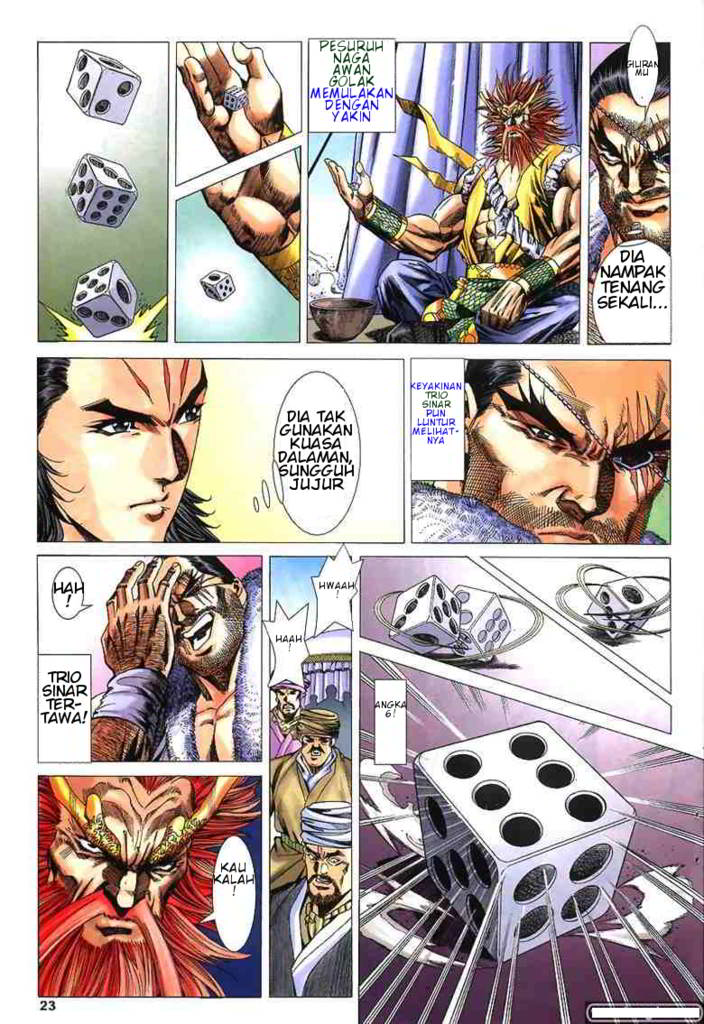 PESURUH
NAGA
AWAN
GOLAK
MEMULAKAN
DENGAN
YAKIN
GILIRAN
MU
DIA
NAMPAK
TENANG
SEKALI...
DIA TAK
GUNAKAN
KUASA
DALAMAN,
SUNGGUH
JUJUR
KEYAKINAN
TRIO
SINAR
PUN
LUNTUR
MELIHAT-
NYA
HAH
!
TRIO
SINAR
TER-
TAWA!
HWAAH
!
HAAH
!
ANGKA
6!
KAU
KALAH
!
23